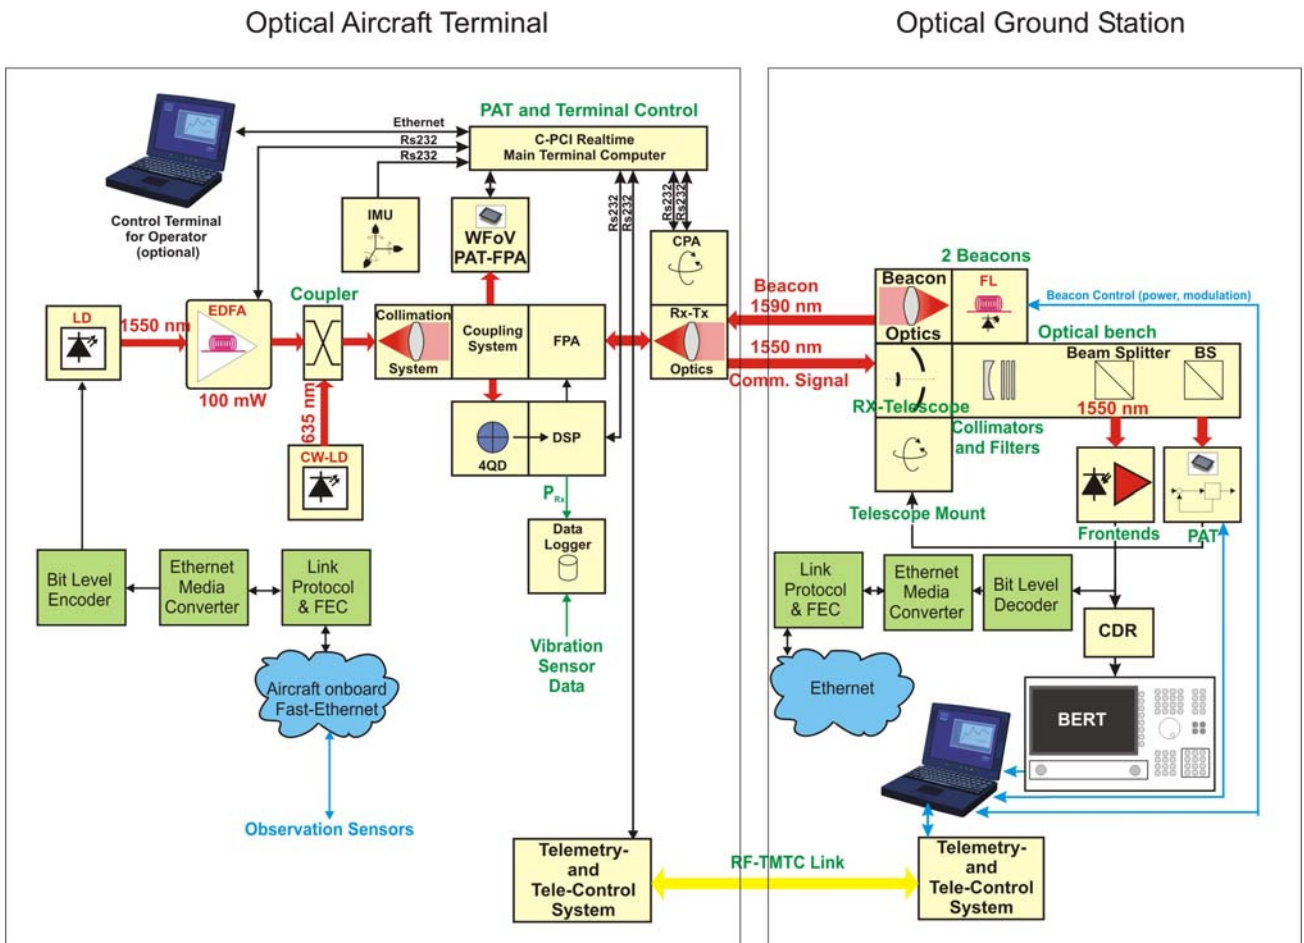 Optical Aircraft Terminal
Optical Ground Station
PAT and Terminal Control
Ethernet
Rs232
Rs232
C-PCI Realtime
Main Terminal Computer
Control Terminal
for Operator
(optional)
IMU
WFoV
PAT-FPA
Rs232
Rs232
Rs232
Rs232
CPA
LD
1550 nm
EDFA
100 mW
Coupler
635 nm
CW-LD
Collimation
System
Coupling
System
FPA
Rx-Tx
Optics
4QD
DSP
PRx
Data
Logger
Vibration
Sensor
Data
Bit Level
Encoder
Ethernet
Media
Converter
Link
Protocol
& FEC
Aircraft onboard
Fast-Ethernet
Observation Sensors
Telemetry-
and
Tele-Control
System
RF-TMTC Link
Beacon
1590 nm
1550 nm
Comm. Signal
2 Beacons
Beacon
Optics
FL
Beacon Control (power, modulation)
Optical bench
Beam Splitter
BS
1550 nm
RX-Telescope
Collimators
and Filters
Telescope Mount
Frontends
PAT
Link
Protocol
& FEC
Ethernet
Media
Converter
Bit Level
Decoder
CDR
Ethernet
BERT
Telemetry-
and
Tele-Control
System